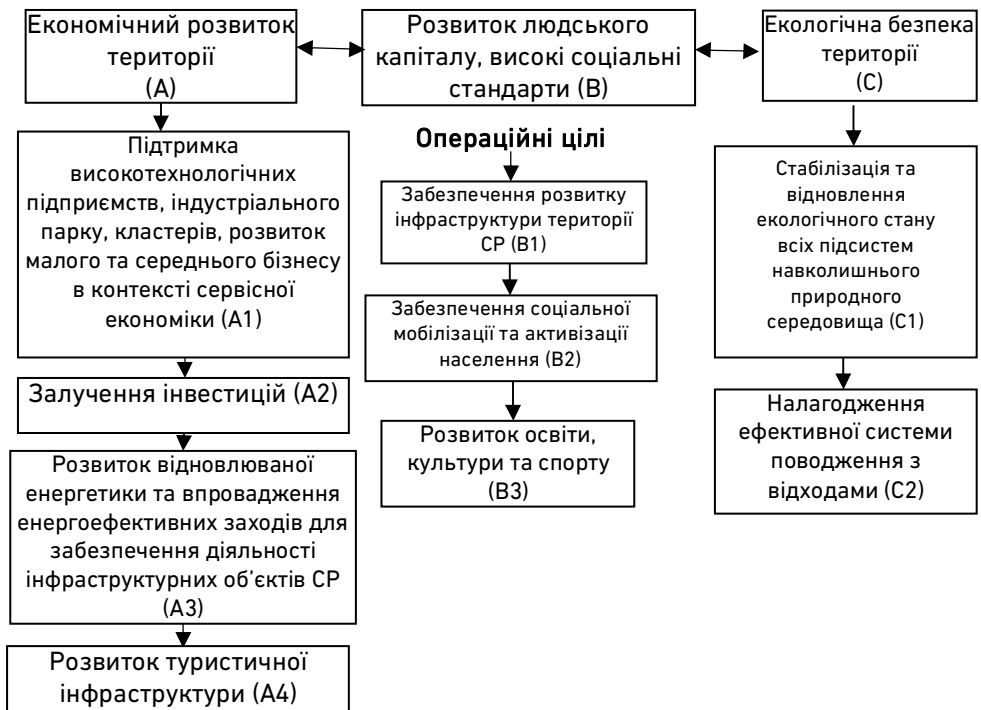 Економічний розвиток
території
(А)
Розвиток людського
капіталу, високі соціальні
стандарти (В)
Екологічна безпека
території
(С)
Підтримка
високотехнологічних
підприємств, індустріального
парку, кластерів, розвиток
малого та середнього бізнесу
в контексті сервісної
економіки (А1)
Залучення інвестицій (А2)
Розвиток відновлюваної
енергетики та впровадження
енергоефективних заходів для
забезпечення діяльності
інфраструктурних об’єктів СР
(А3)
Розвиток туристичної
інфраструктури (А4)
Операційні цілі
Забезпечення розвитку
інфраструктури території
СР (В1)
Забезпечення соціальної
мобілізації та активізації
населення (В2)
Розвиток освіти,
культури та спорту
(В3)
Стабілізація та
відновлення
екологічного стану
всіх підсистем
навколишнього
природного
середовища (С1)
Налагодження
ефективної системи
поводження з
відходами (С2)